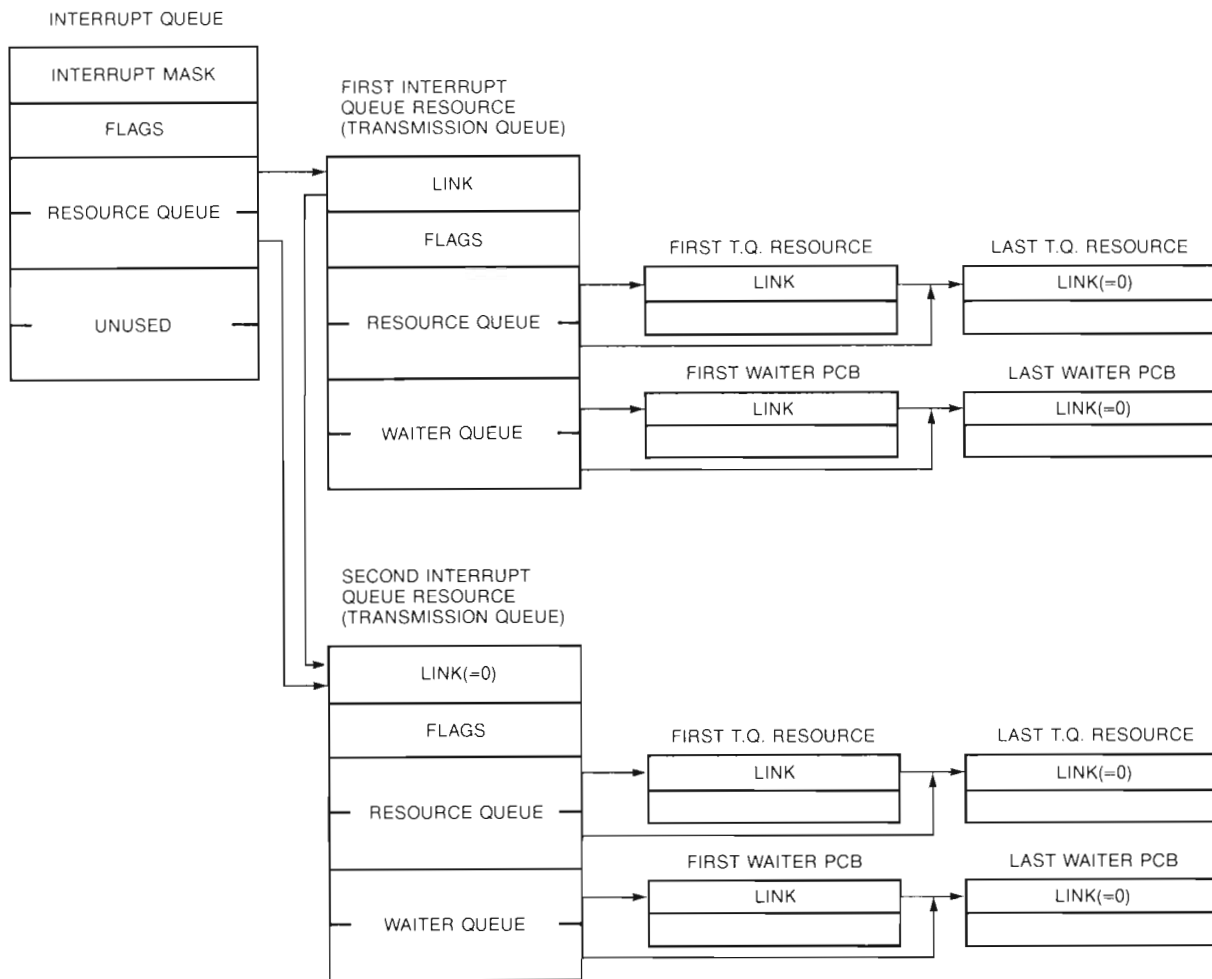 INTERRUPT QUEUE
INTERRUPT MASK
FLAGS
RESOURCE QUEUE
UNUSED
FIRST INTERRUPT
QUEUE RESOURCE
(TRANSMISSION QUEUE)
LINK
FLAGS
RESOURCE QUEUE
WAITER QUEUE
FIRST T.Q. RESOURCE
LINK
LAST T.Q. RESOURCE
LINK(=0)
FIRST WAITER PCB
LINK
LAST WAITER PCB
LINK(=0)
SECOND INTERRUPT
QUEUE RESOURCE
(TRANSMISSION QUEUE)
LINK(=0)
FLAGS
RESOURCE QUEUE
WAITER QUEUE
FIRST T.Q. RESOURCE
LINK
LAST T.Q. RESOURCE
LINK(=0)
FIRST WAITER PCB
LINK
LAST WAITER PCB
LINK(=0)